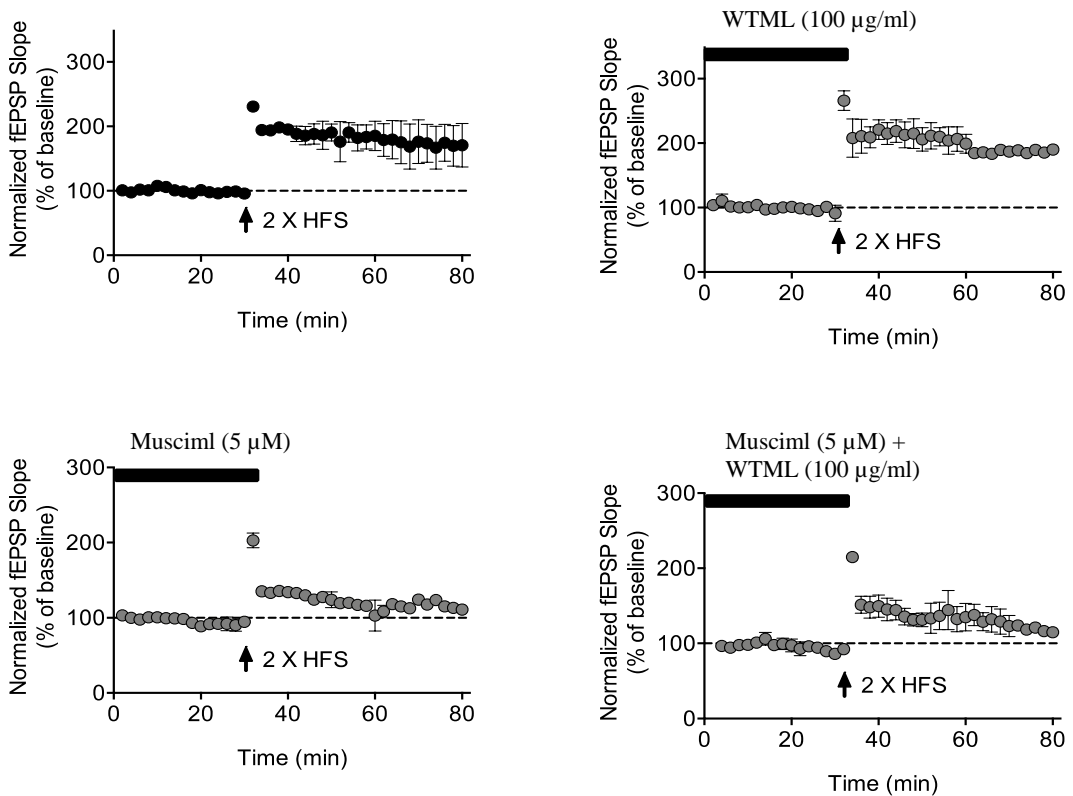 Normalized fEPSP Slope
(% of baseline)
300
200
100
0
2 X HFS
0 20 40 60 80
Time (min)
WTML (100 µg/ml)
Normalized fEPSP Slope
(% of baseline)
300
200
100
0
2 X HFS
0 20 40 60 80
Time (min)
Musciml (5 µM)
Normalized fEPSP Slope
(% of baseline)
300
200
100
0
2 X HFS
0 20 40 60 80
Time (min)
Musciml (5 µM) +
WTML (100 µg/ml)
Normalized fEPSP Slope
(% of baseline)
300
200
100
0
2 X HFS
0 20 40 60 80
Time (min)